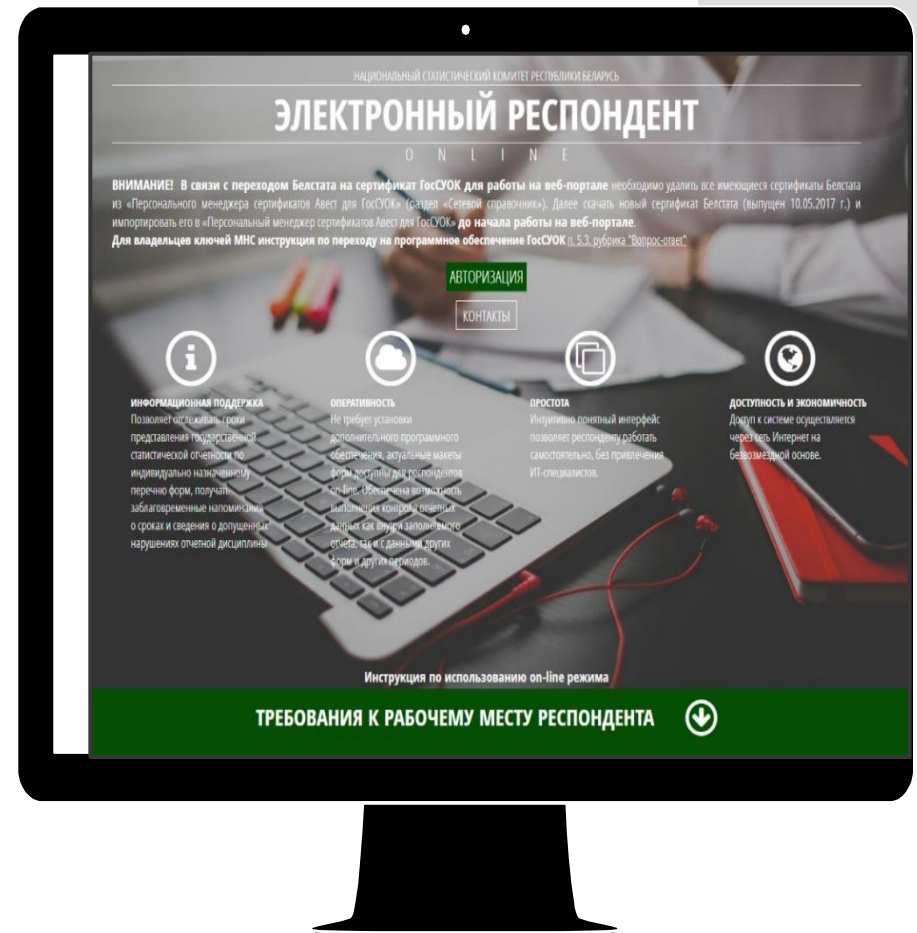 НАЦИОНАЛЬНЫЙ СТАТИСТИЧЕСКИЙ КОМИТЕТ РЕСПУБЛИКИ БЕЛАРУСЬ
ЭЛЕКТРОННЫЙ РЕСПОНДЕНТ
ONLINE
ВНИМАНИЕ! В связи с переходом Белстата на сертификат ГосСУОК для работы на веб-портале необходимо удалить все имеющиеся сертификаты Белстата
из «Персонального менеджера сертификатов Авест для ГосСУОК» (раздел «Сетевой справочник»). Далее скачать новый сертификат Белстата (выпущен 10.05.2017 г.) и
импортировать его в «Персональный менеджер сертификатов Авест для ГосСУОК» до начала работы на веб-портале.
Для владельцев ключей МНС инструкция по переходу на программное обеспечение ГосСУОК п. 5.3. рубрика "Вопрос-ответ"
АВТОРИЗАЦИЯ
КОНТАКТЫ
ИНФОРМАЦИОННАЯ ПОДДЕРЖКА
Позволяет отслеживать сроки
представления государственной
статистической отчетности по
индивидуально назначенному
перечню форм, получать
заблаговременные напоминания
о сроках и сведения о допущенных
нарушениях отчетной дисциплины
ОПЕРАТИВНОСТЬ
Не требует установки
дополнительного программного
обеспечения, актуальные макеты
форм доступны для респондентов
on-line. Обеспечена возможность
выполнения контроля отчетных
данных как внутри заполняемого
отчета, так и с данными других
форм и других периодов.
ПРОСТОТА
Интуитивно понятный интерфейс
позволяет респонденту работать
самостоятельно, без привлечения
ИТ-специалистов.
ДОСТУПНОСТЬ И ЭКОНОМИЧНОСТЬ
Доступ к системе осуществляется
через сеть Интернет на
безвозмездной основе.
Инструкция по использованию on-line режима
ТРЕБОВАНИЯ К РАБОЧЕМУ МЕСТУ РЕСПОНДЕНТА